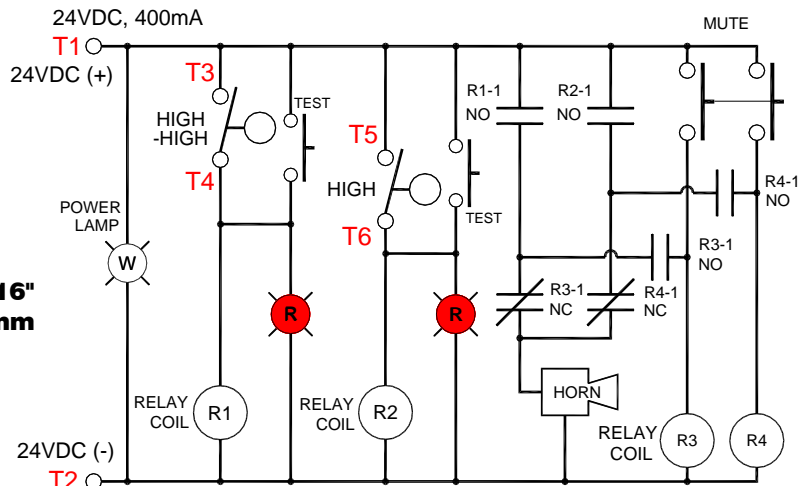 24VDC, 400mA
T1
24VDC (+)
MUTE
T3
TEST
HIGH
-HIGH
T4
T5
HIGH
T6
TEST
R1-1
NO
R2-1
NO
R4-1
NO
R3-1
NO
POWER
LAMP
W
16"
mm
R
R
R3-1
NC
R4-1
NC
HORN
RELAY
COIL
R1
RELAY
COIL
R2
RELAY
COIL
R3
R4
24VDC (-)
T2